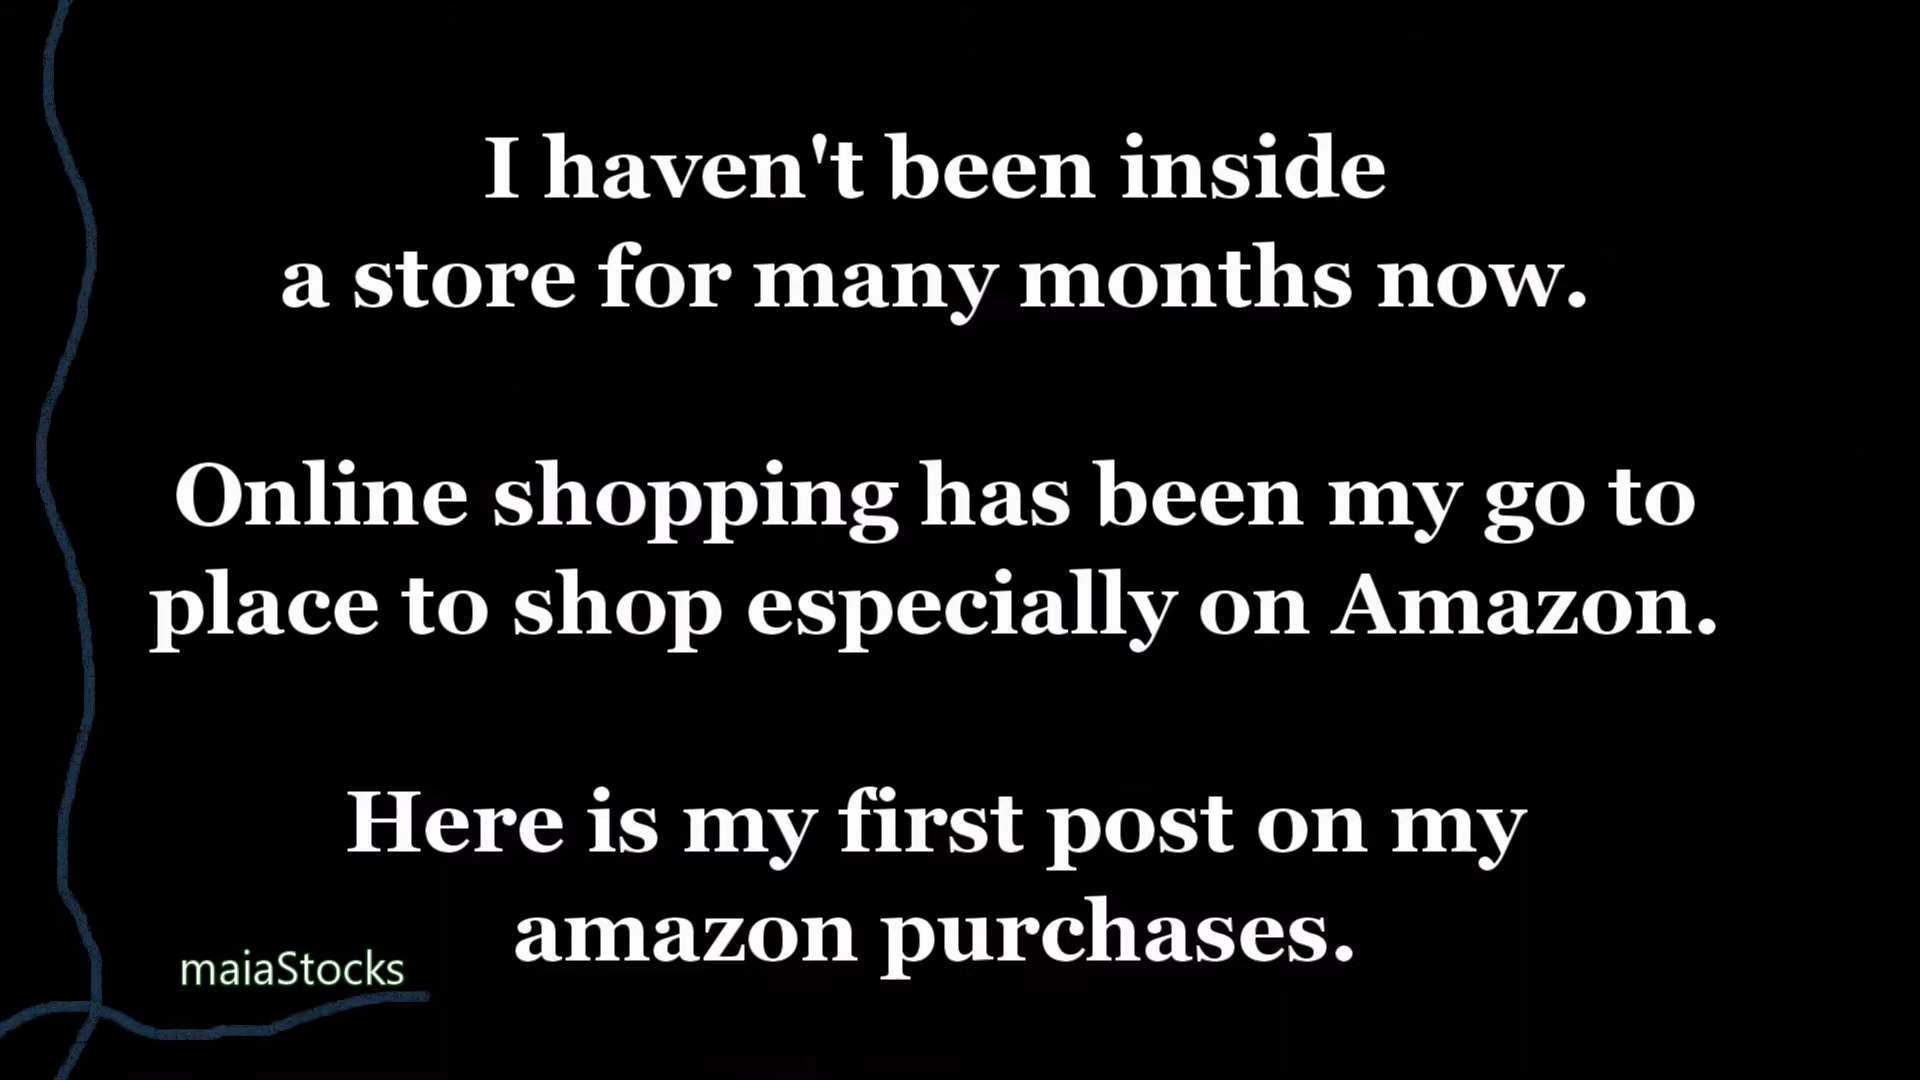 I haven't been inside
a store for many months now.
Online shopping has been my go to
place to shop especially on Amazon.
Here is my first post on my
amazon purchases.
maiaStocks